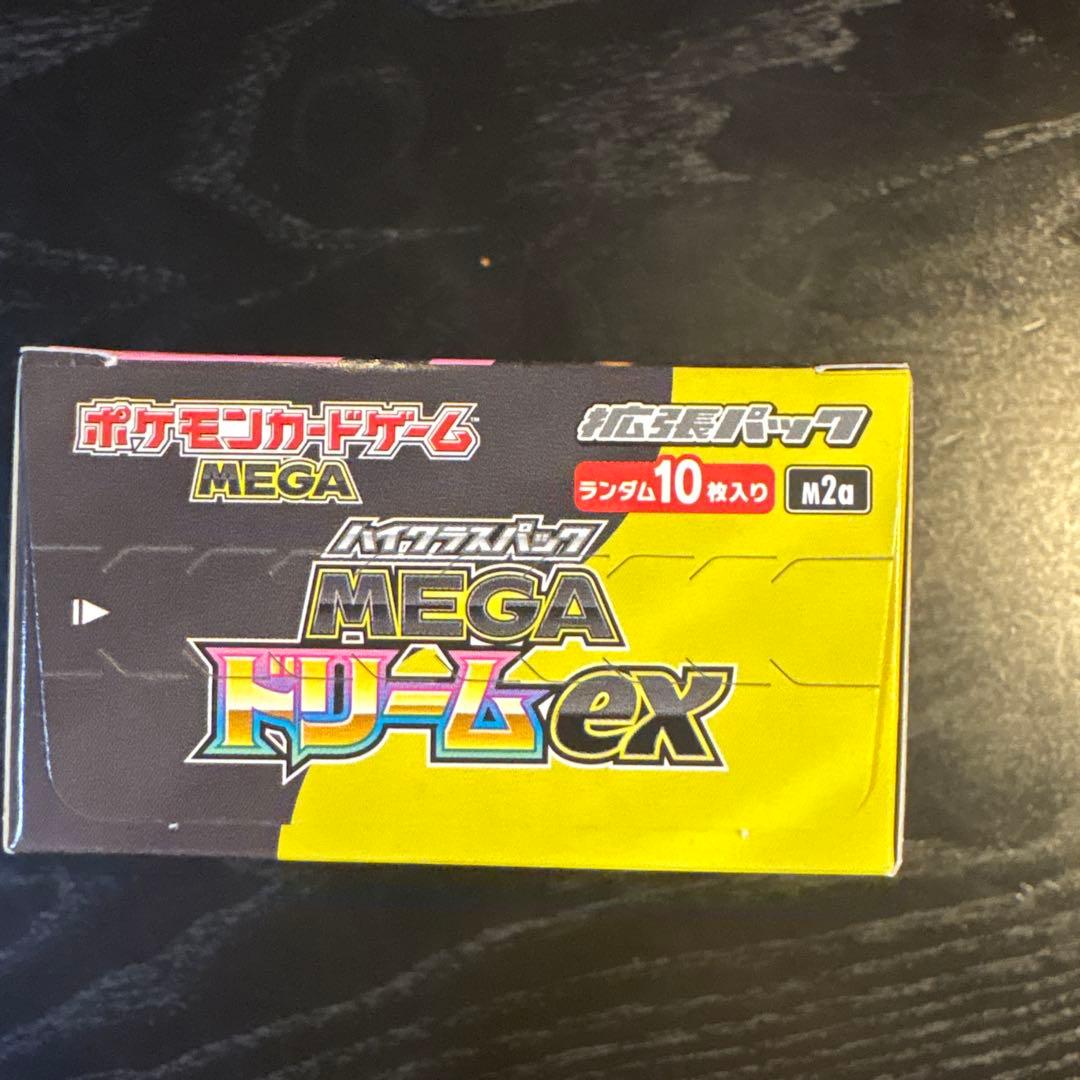 ポケモンカードゲーム™
MEGA
拡張パック
ランダム10枚入り
M2a
ハイクラスパック
MEGA
ドリームex